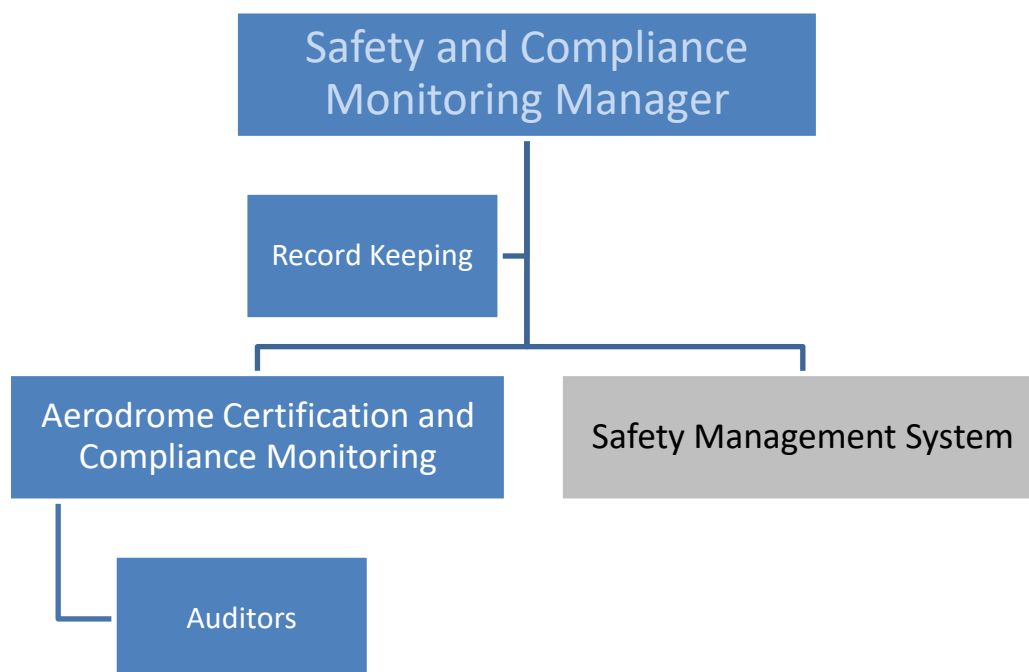 Safety and Compliance
Monitoring Manager
Record Keeping
Aerodrome Certification and
Compliance Monitoring
Safety Management System
Auditors